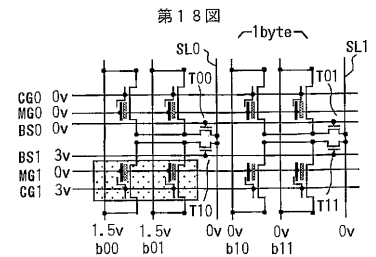 第18図
SL0 1byte SL1
T00 T01
CG0 0v
MG0 0v
BS0 0v
BS1 3v
MG1 0v
CG1 3v
T10 T11
1.5v 1.5v 0v 0v 0v 0v
b00 b01 b10 b11